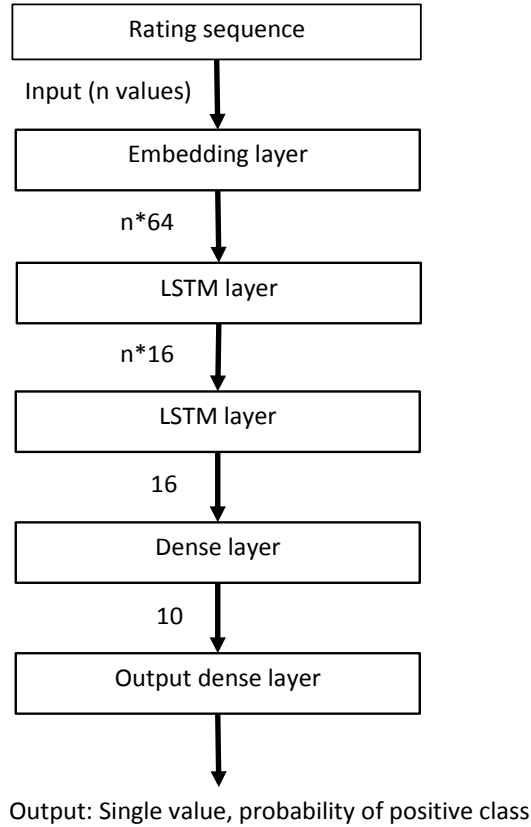 Rating sequence
Input (n values)
Embedding layer
n*64
LSTM layer
n*16
LSTM layer
16
Dense layer
10
Output dense layer
Output: Single value, probability of positive class